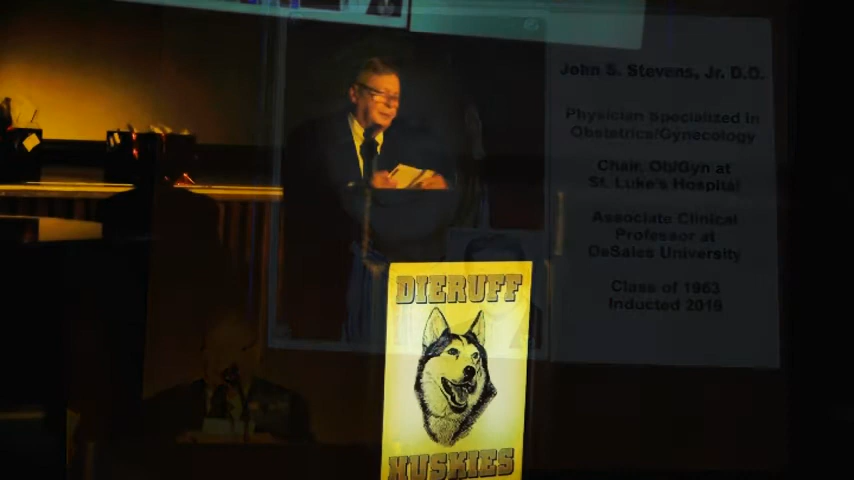 John S. Stevens, Jr. D.O.
Physician Specialized in
Obstetrics/Gynecology
Chair, Ob/Gyn at
St. Luke's Hospital
Associate Clinical
Professor at
DeSales University
Class of 1963
Inducted 2019
DIERUFF
HUSKIES